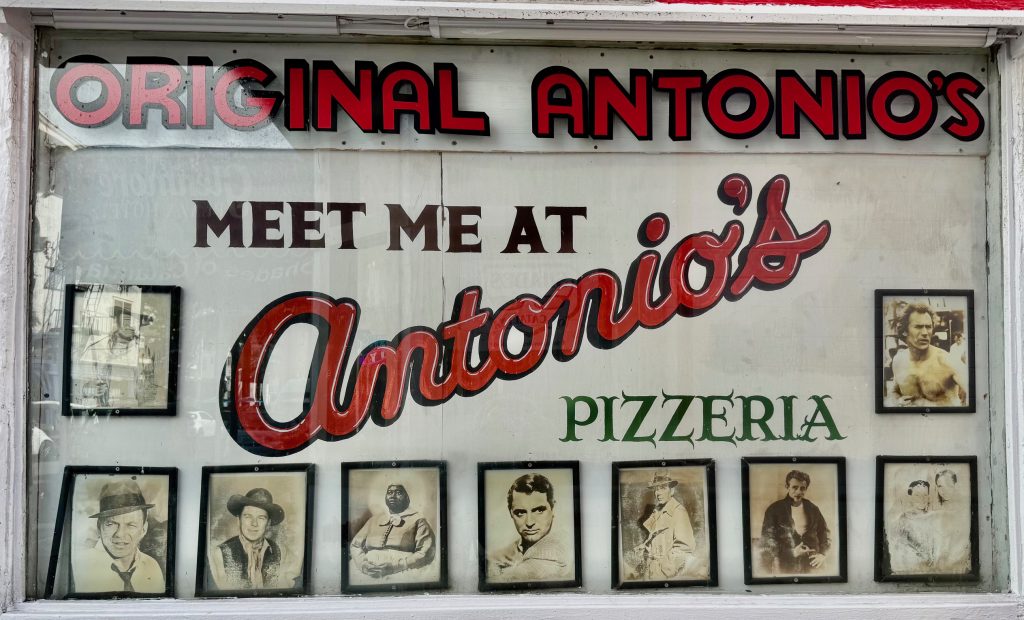 ORIGINAL ANTONIO'S
MEET ME AT
Antonio's
PIZZERIA